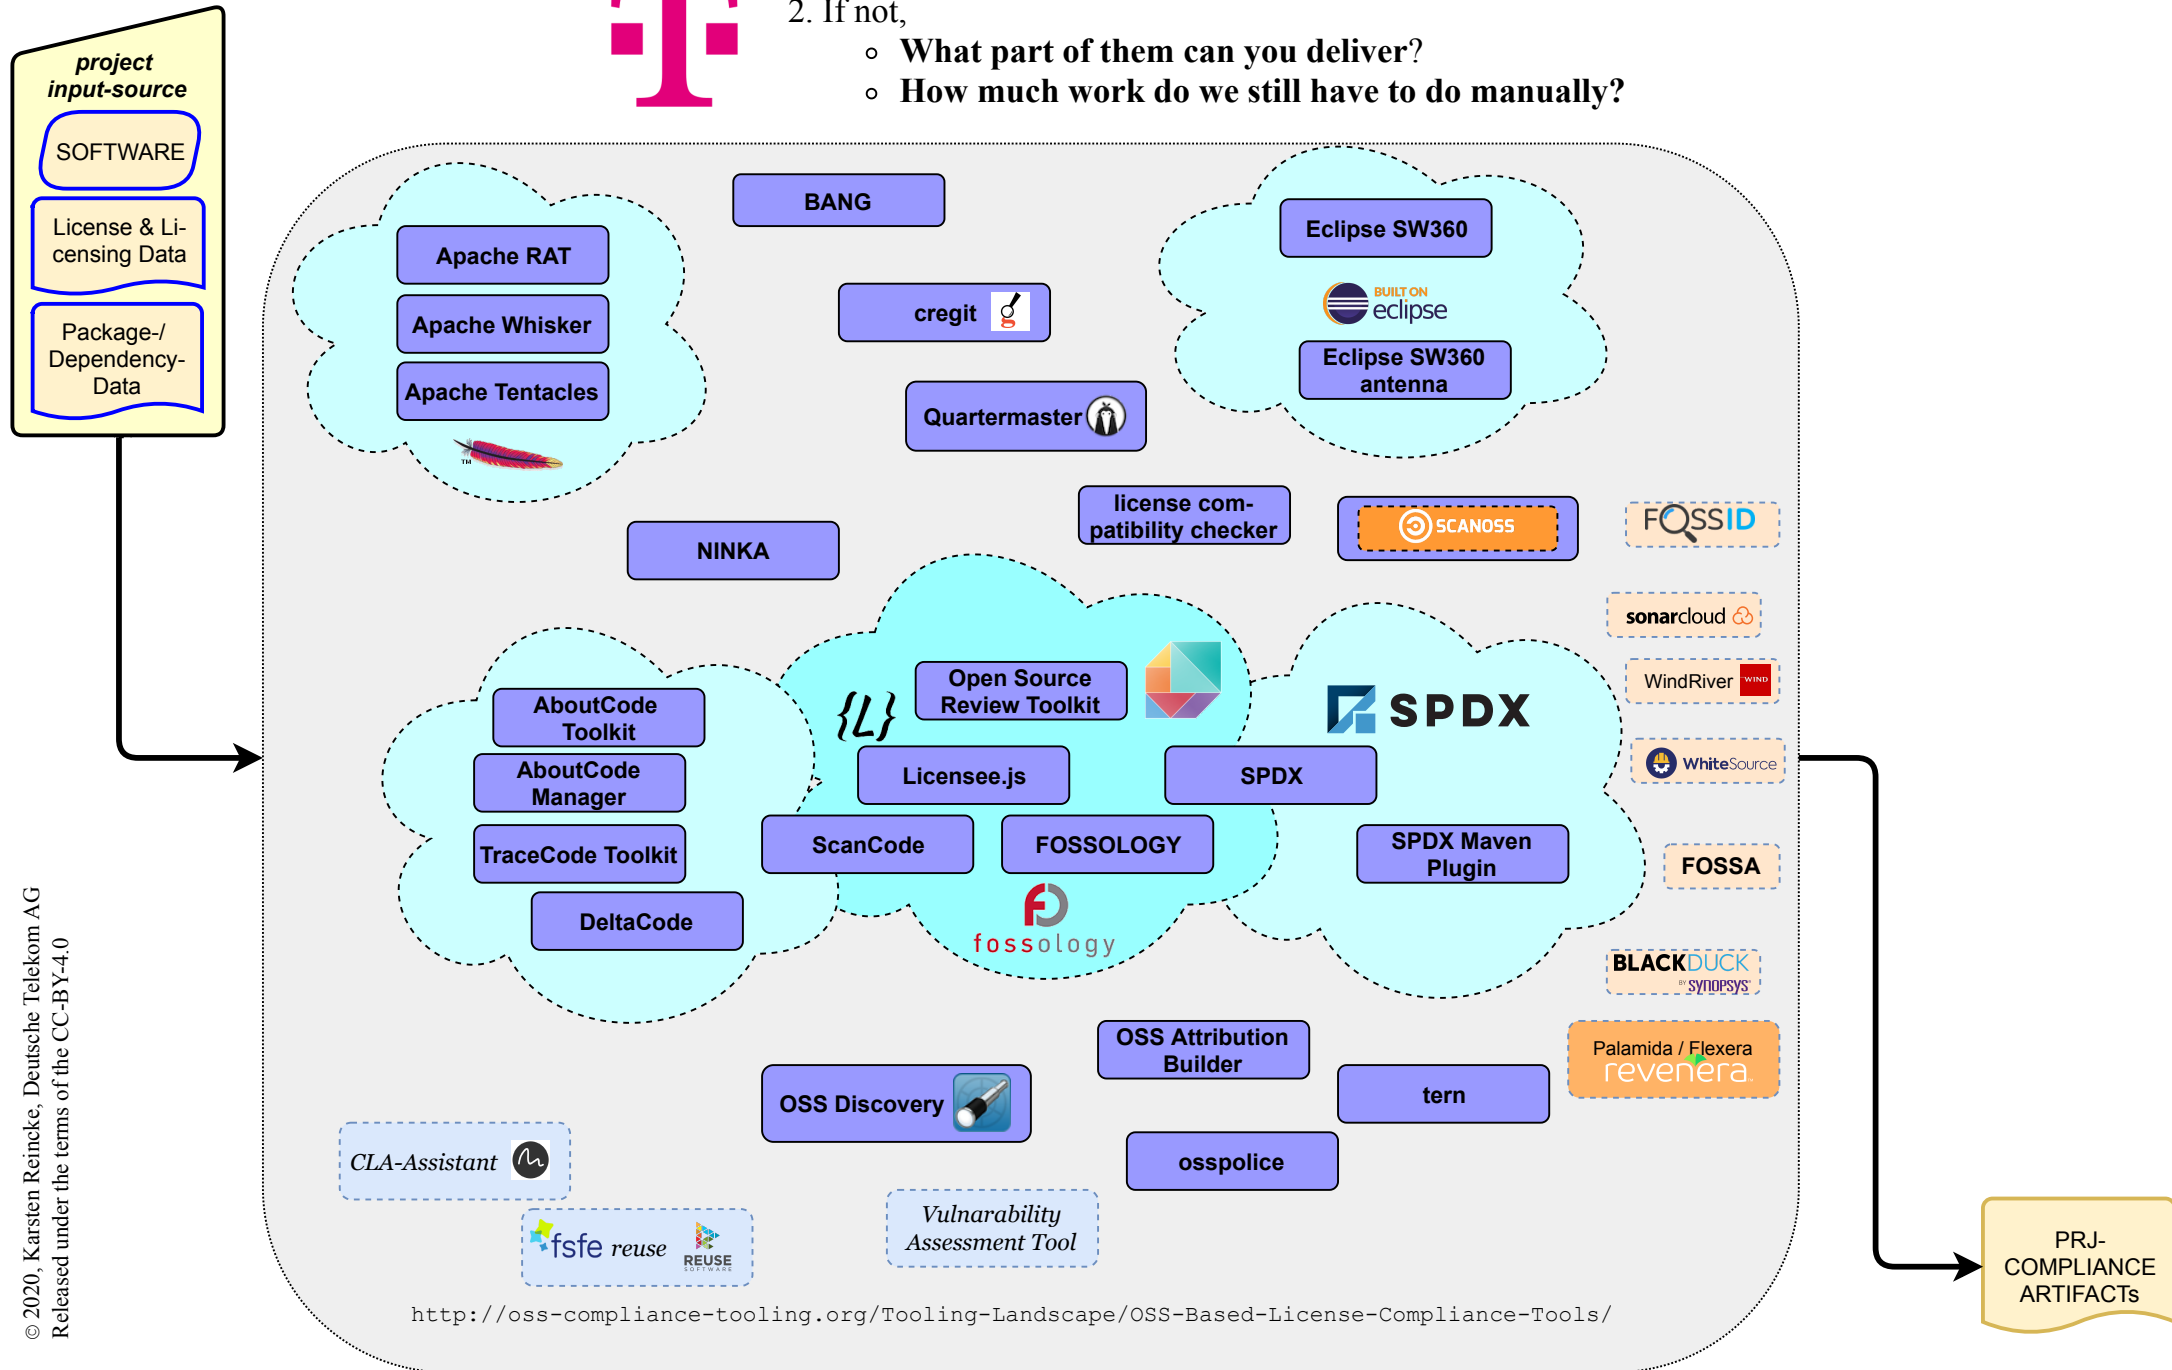 2. If not,
What part of them can you deliver?
How much work do we still have to do manually?
project
input-source
SOFTWARE
License & Li-
censing Data
Package-/
Dependency-
Data
Apache RAT
Apache Whisker
Apache Tentacles
TM
BANG
cregit
Quartermaster
Eclipse SW360
BUILT ON
eclipse
Eclipse SW360
antenna
license com-
patibility checker
SCANOSS
FOSSID
NINKA
sonarcloud
WindRiver
WIND
WhiteSource
FOSSA
BLACKDUCK
BY SYNOPSYS
Palamida / Flexera
revenera
AboutCode
Toolkit
AboutCode
Manager
TraceCode Toolkit
DeltaCode
{L}
Open Source
Review Toolkit
Licensee.js
ScanCode
FOSSOLOGY
fossology
SPDX
SPDX
SPDX Maven
Plugin
OSS Attribution
Builder
OSS Discovery
tern
osspolice
CLA-Assistant
fsfe reuse
REUSE
SOFTWARE
Vulnarability
Assessment Tool
http://oss-compliance-tooling.org/Tooling-Landscape/OSS-Based-License-Compliance-Tools/
PRJ-
COMPLIANCE
ARTIFACTs
© 2020, Karsten Reincke, Deutsche Telekom AG
Released under the terms of the CC-BY-4.0